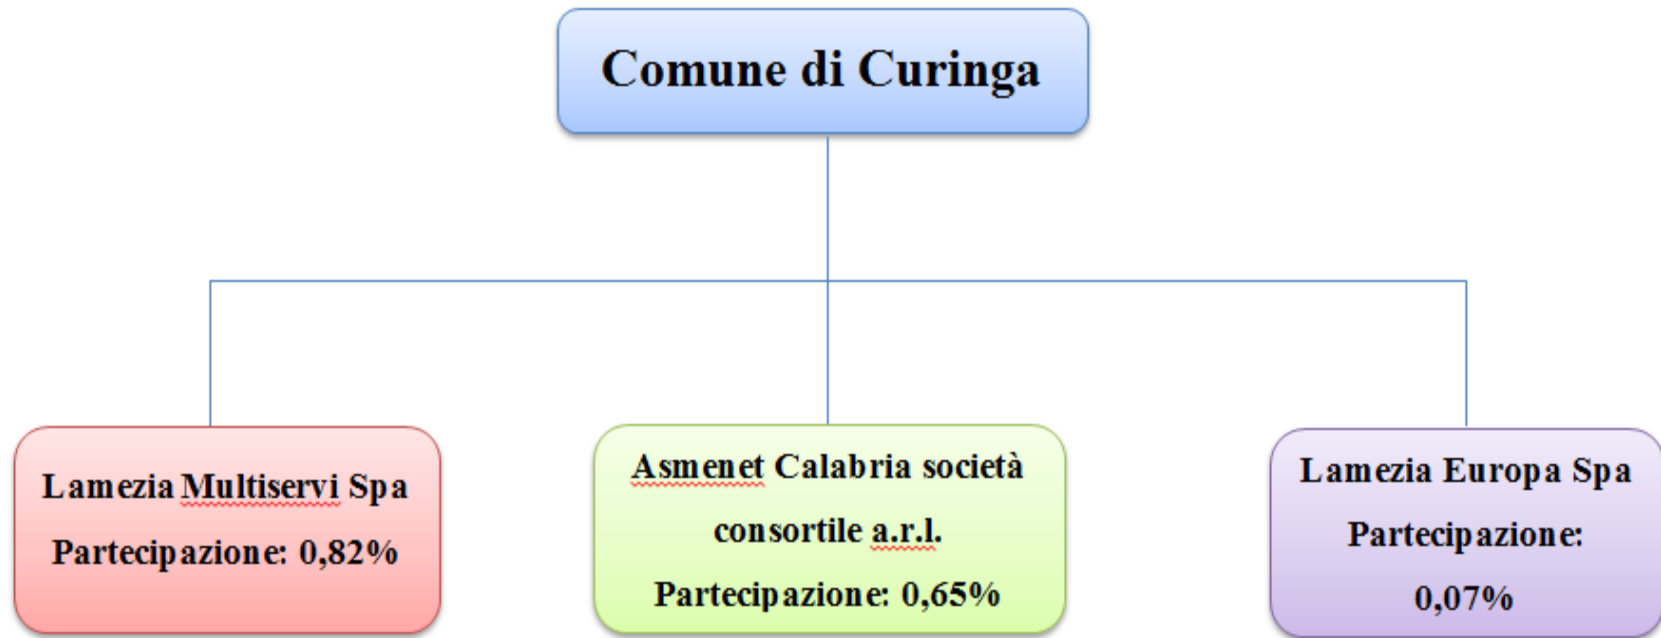 Comune di Curinga
Lamezia Multiservi Spa
Partecipazione: 0,82%
Asmenet Calabria società
consortile a.r.l.
Partecipazione: 0,65%
Lamezia Europa Spa
Partecipazione:
0,07%